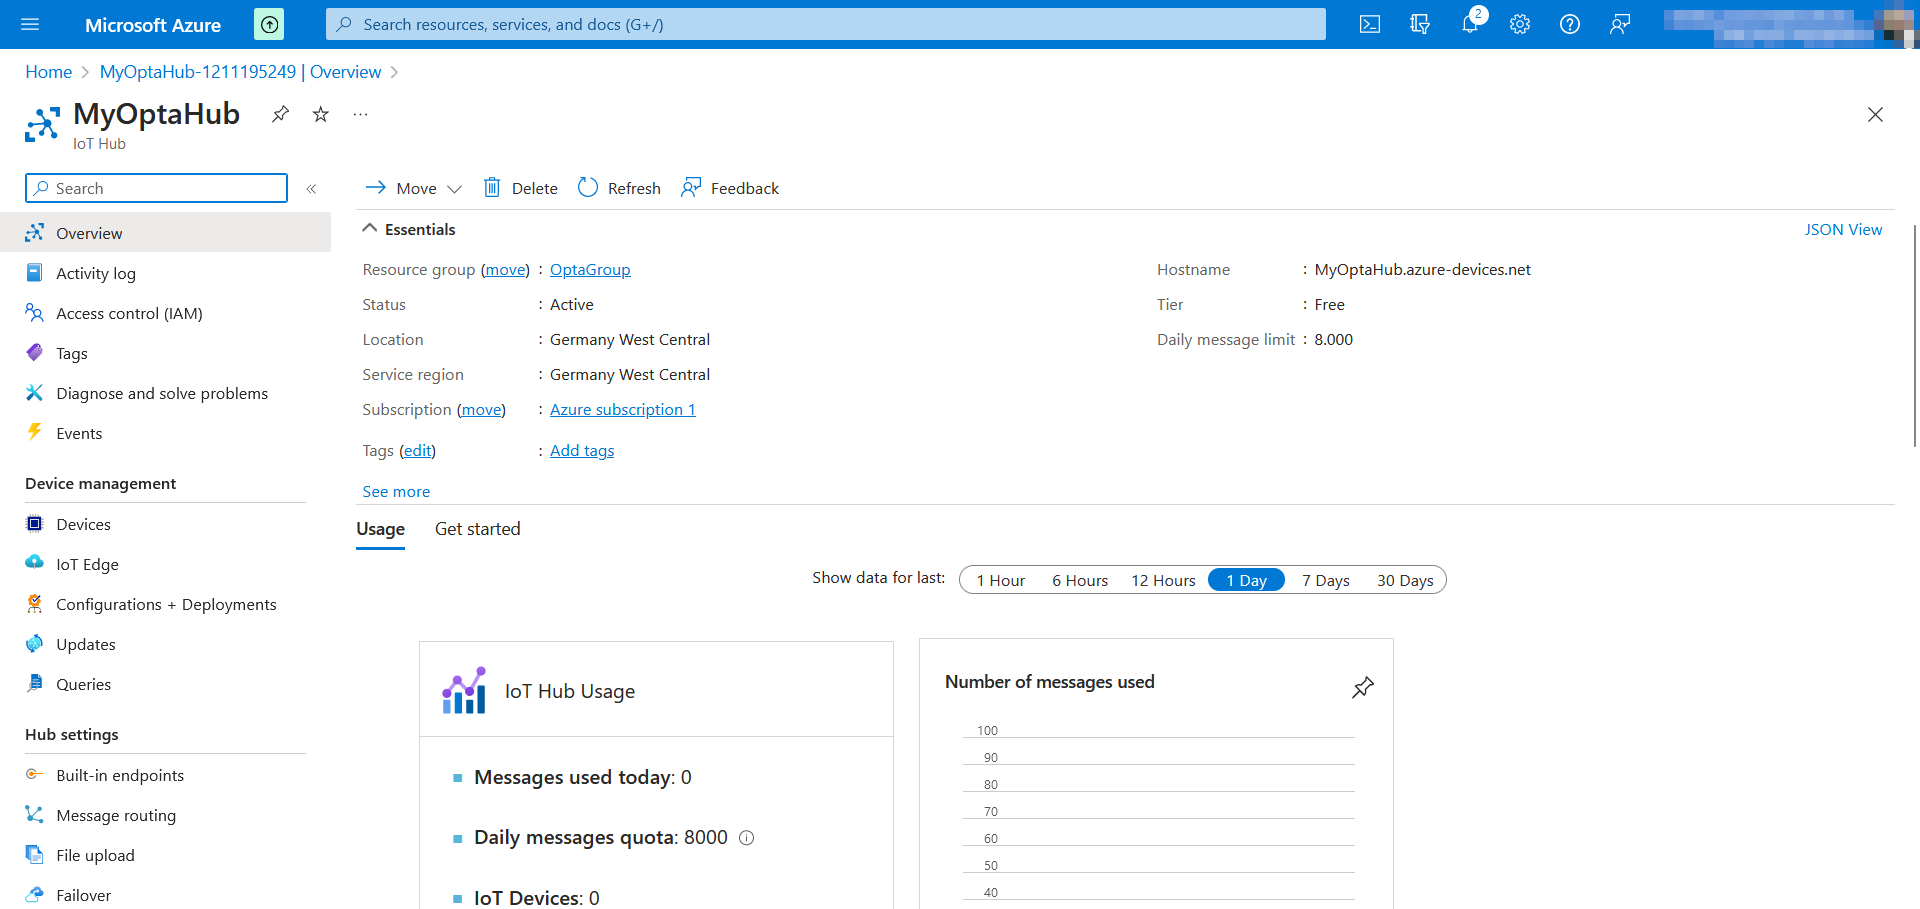 Microsoft Azure
Search resources, services, and docs (G+/)
2
Home
MyOptaHub-1211195249 | Overview
MyOptaHub
IoT Hub
Search
Overview
Activity log
Access control (IAM)
Tags
Diagnose and solve problems
Events
Device management
Devices
IoT Edge
Configurations + Deployments
Updates
Queries
Hub settings
Built-in endpoints
Message routing
File upload
Failover
Move
Delete
Refresh
Feedback
Essentials
JSON View
Resource group (move) : OptaGroup
Status : Active
Location : Germany West Central
Service region : Germany West Central
Subscription (move) : Azure subscription 1
Tags (edit) : Add tags
See more
Hostname : MyOptaHub.azure-devices.net
Tier : Free
Daily message limit : 8.000
Usage
Get started
Show data for last: 1 Hour 6 Hours 12 Hours 1 Day 7 Days 30 Days
IoT Hub Usage
Messages used today: 0
Daily messages quota: 8000
IoT Devices: 0
Number of messages used
100
90
80
70
60
50
40